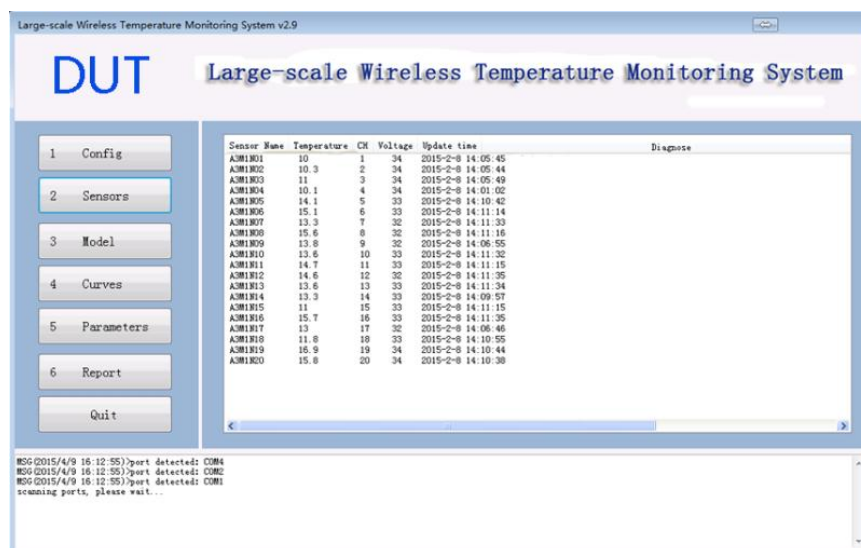 Large-scale Wireless Temperature Monitoring System v2.9
DUT
Large-scale Wireless Temperature Monitoring System
1 Config
2 Sensors
3 Model
4 Curves
5 Parameters
6 Report
Quit
Sensor Name Temperature CH Voltage Update time Diagnose
A3M1N01 10 1 34 2015-2-8 14:05:45
A3M1N02 10.3 2 34 2015-2-8 14:05:44
A3M1N03 11 3 34 2015-2-8 14:05:49
A3M1N04 10.1 4 34 2015-2-8 14:01:02
A3M1N05 14.1 5 33 2015-2-8 14:10:42
A3M1N06 15.1 6 33 2015-2-8 14:11:14
A3M1N07 13.3 7 32 2015-2-8 14:11:33
A3M1N08 15.6 8 32 2015-2-8 14:11:16
A3M1N09 13.8 9 32 2015-2-8 14:06:55
A3M1N10 13.6 10 33 2015-2-8 14:11:32
A3M1N11 14.7 11 33 2015-2-8 14:11:15
A3M1N12 14.6 12 32 2015-2-8 14:11:35
A3M1N13 13.6 13 33 2015-2-8 14:11:34
A3M1N14 13.3 14 33 2015-2-8 14:09:57
A3M1N15 11 15 33 2015-2-8 14:11:15
A3M1N16 15.7 16 33 2015-2-8 14:11:35
A3M1N17 13 17 32 2015-2-8 14:06:46
A3M1N18 11.8 18 33 2015-2-8 14:10:55
A3M1N19 16.9 19 34 2015-2-8 14:10:44
A3M1N20 15.8 20 34 2015-2-8 14:10:38
MSG(2015/4/9 16:12:55)>port detected: COM4
MSG(2015/4/9 16:12:55)>port detected: COM2
MSG(2015/4/9 16:12:55)>port detected: COM1
scanning ports, please wait...